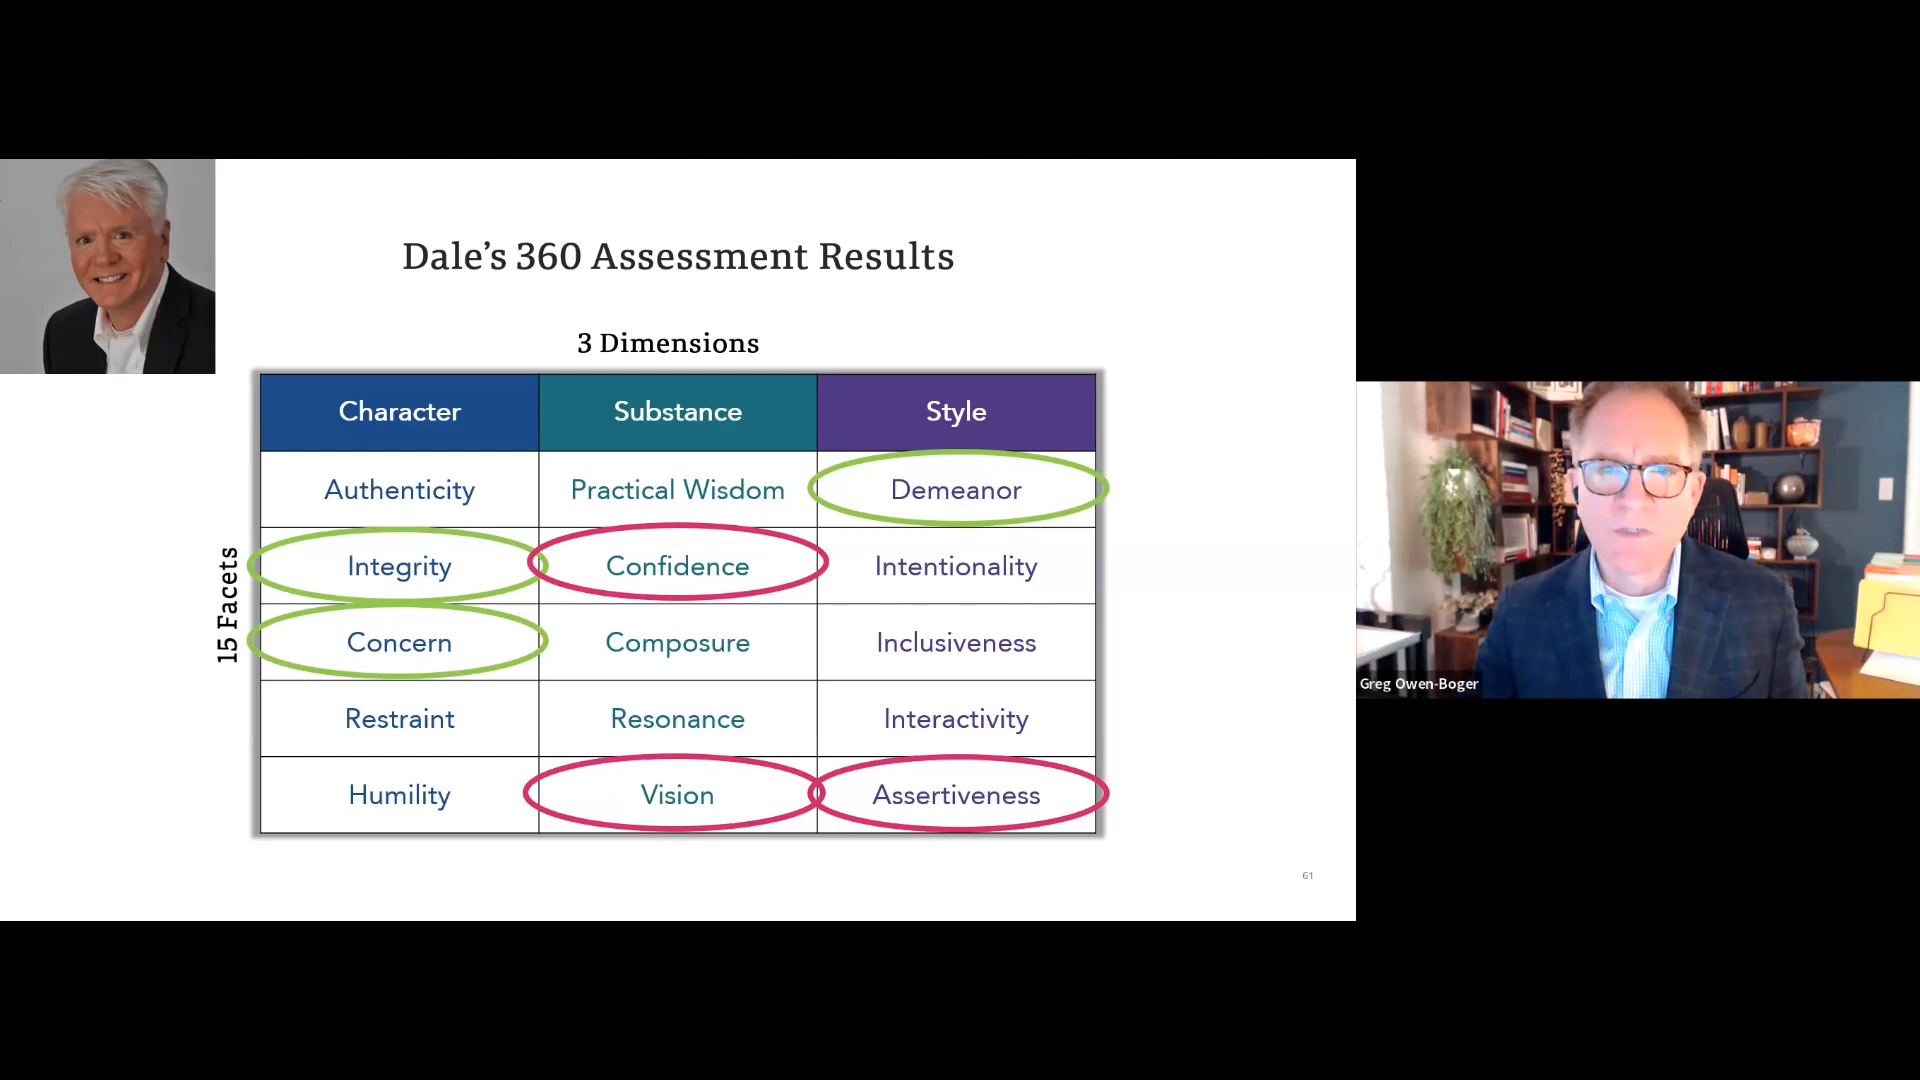 Dale's 360 Assessment Results
3 Dimensions
15 Facets
Character Substance Style
Authenticity Practical Wisdom Demeanor
Integrity Confidence Intentionality
Concern Composure Inclusiveness
Restraint Resonance Interactivity
Humility Vision Assertiveness
61
Greg Owen-Boger